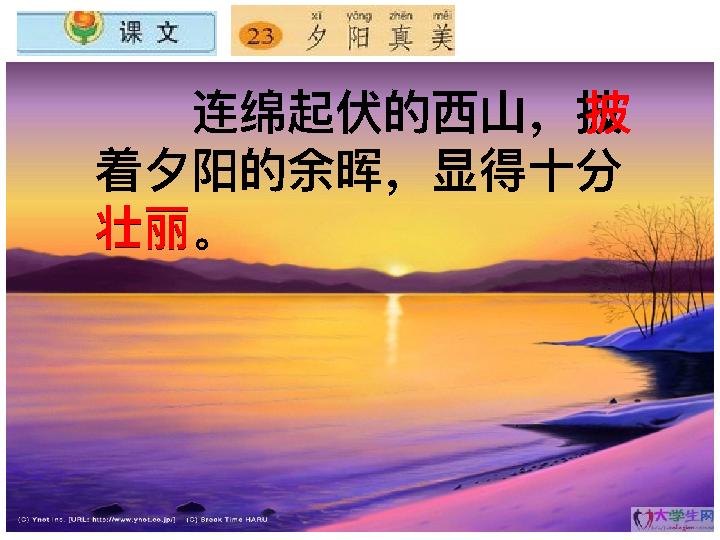 课 文
23
xī yáng zhēn měi
夕 阳 真 美
连绵起伏的西山，披
着夕阳的余晖，显得十分
壮丽。
(C) Ynot Inc. [URL: http://www.ynot.co.jp/] (C) Brook Time HARU
大学生网